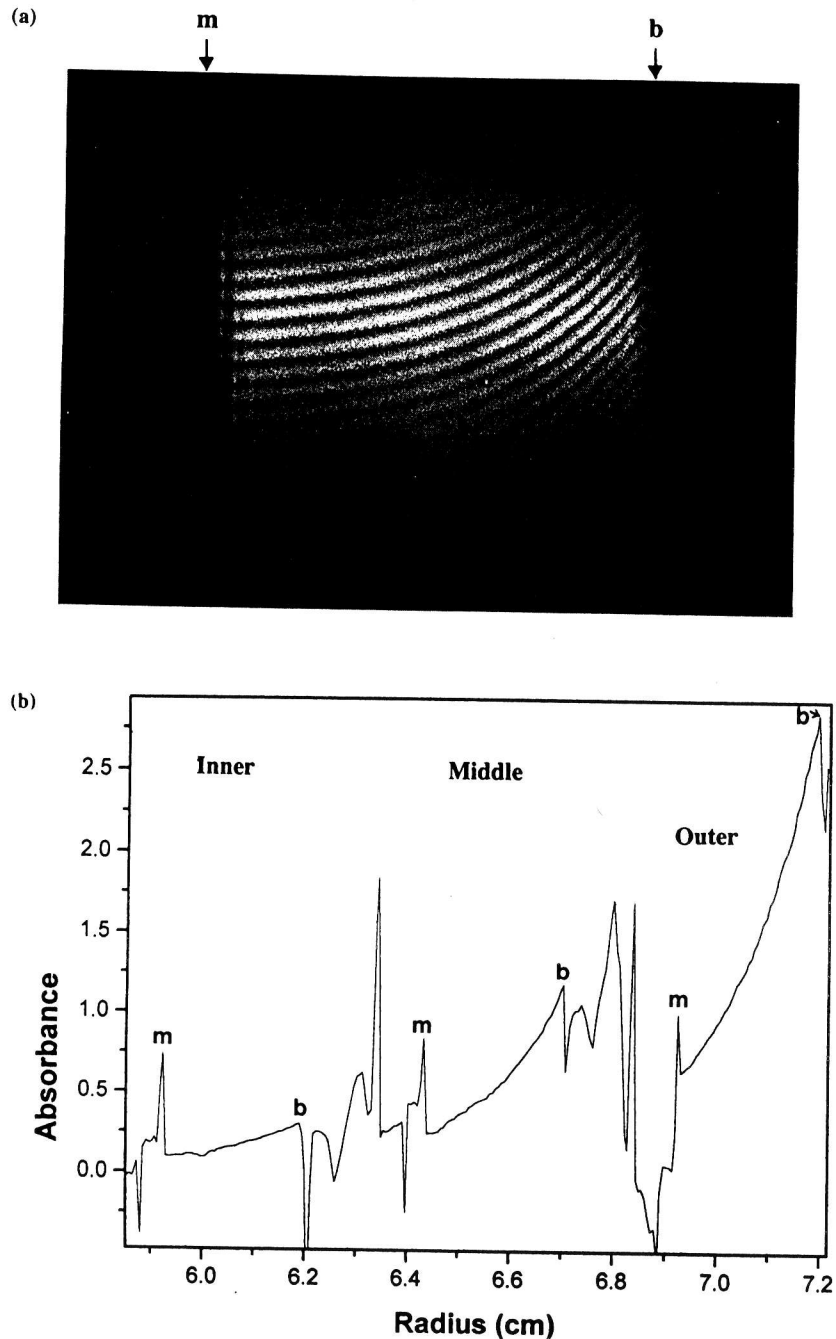 (a)
m b
(b)
b
Inner Middle
Outer
2.5
2.0
1.5
1.0
0.5
0.0
m b m b m
Absorbance
6.0 6.2 6.4 6.6 6.8 7.0 7.2
Radius (cm)